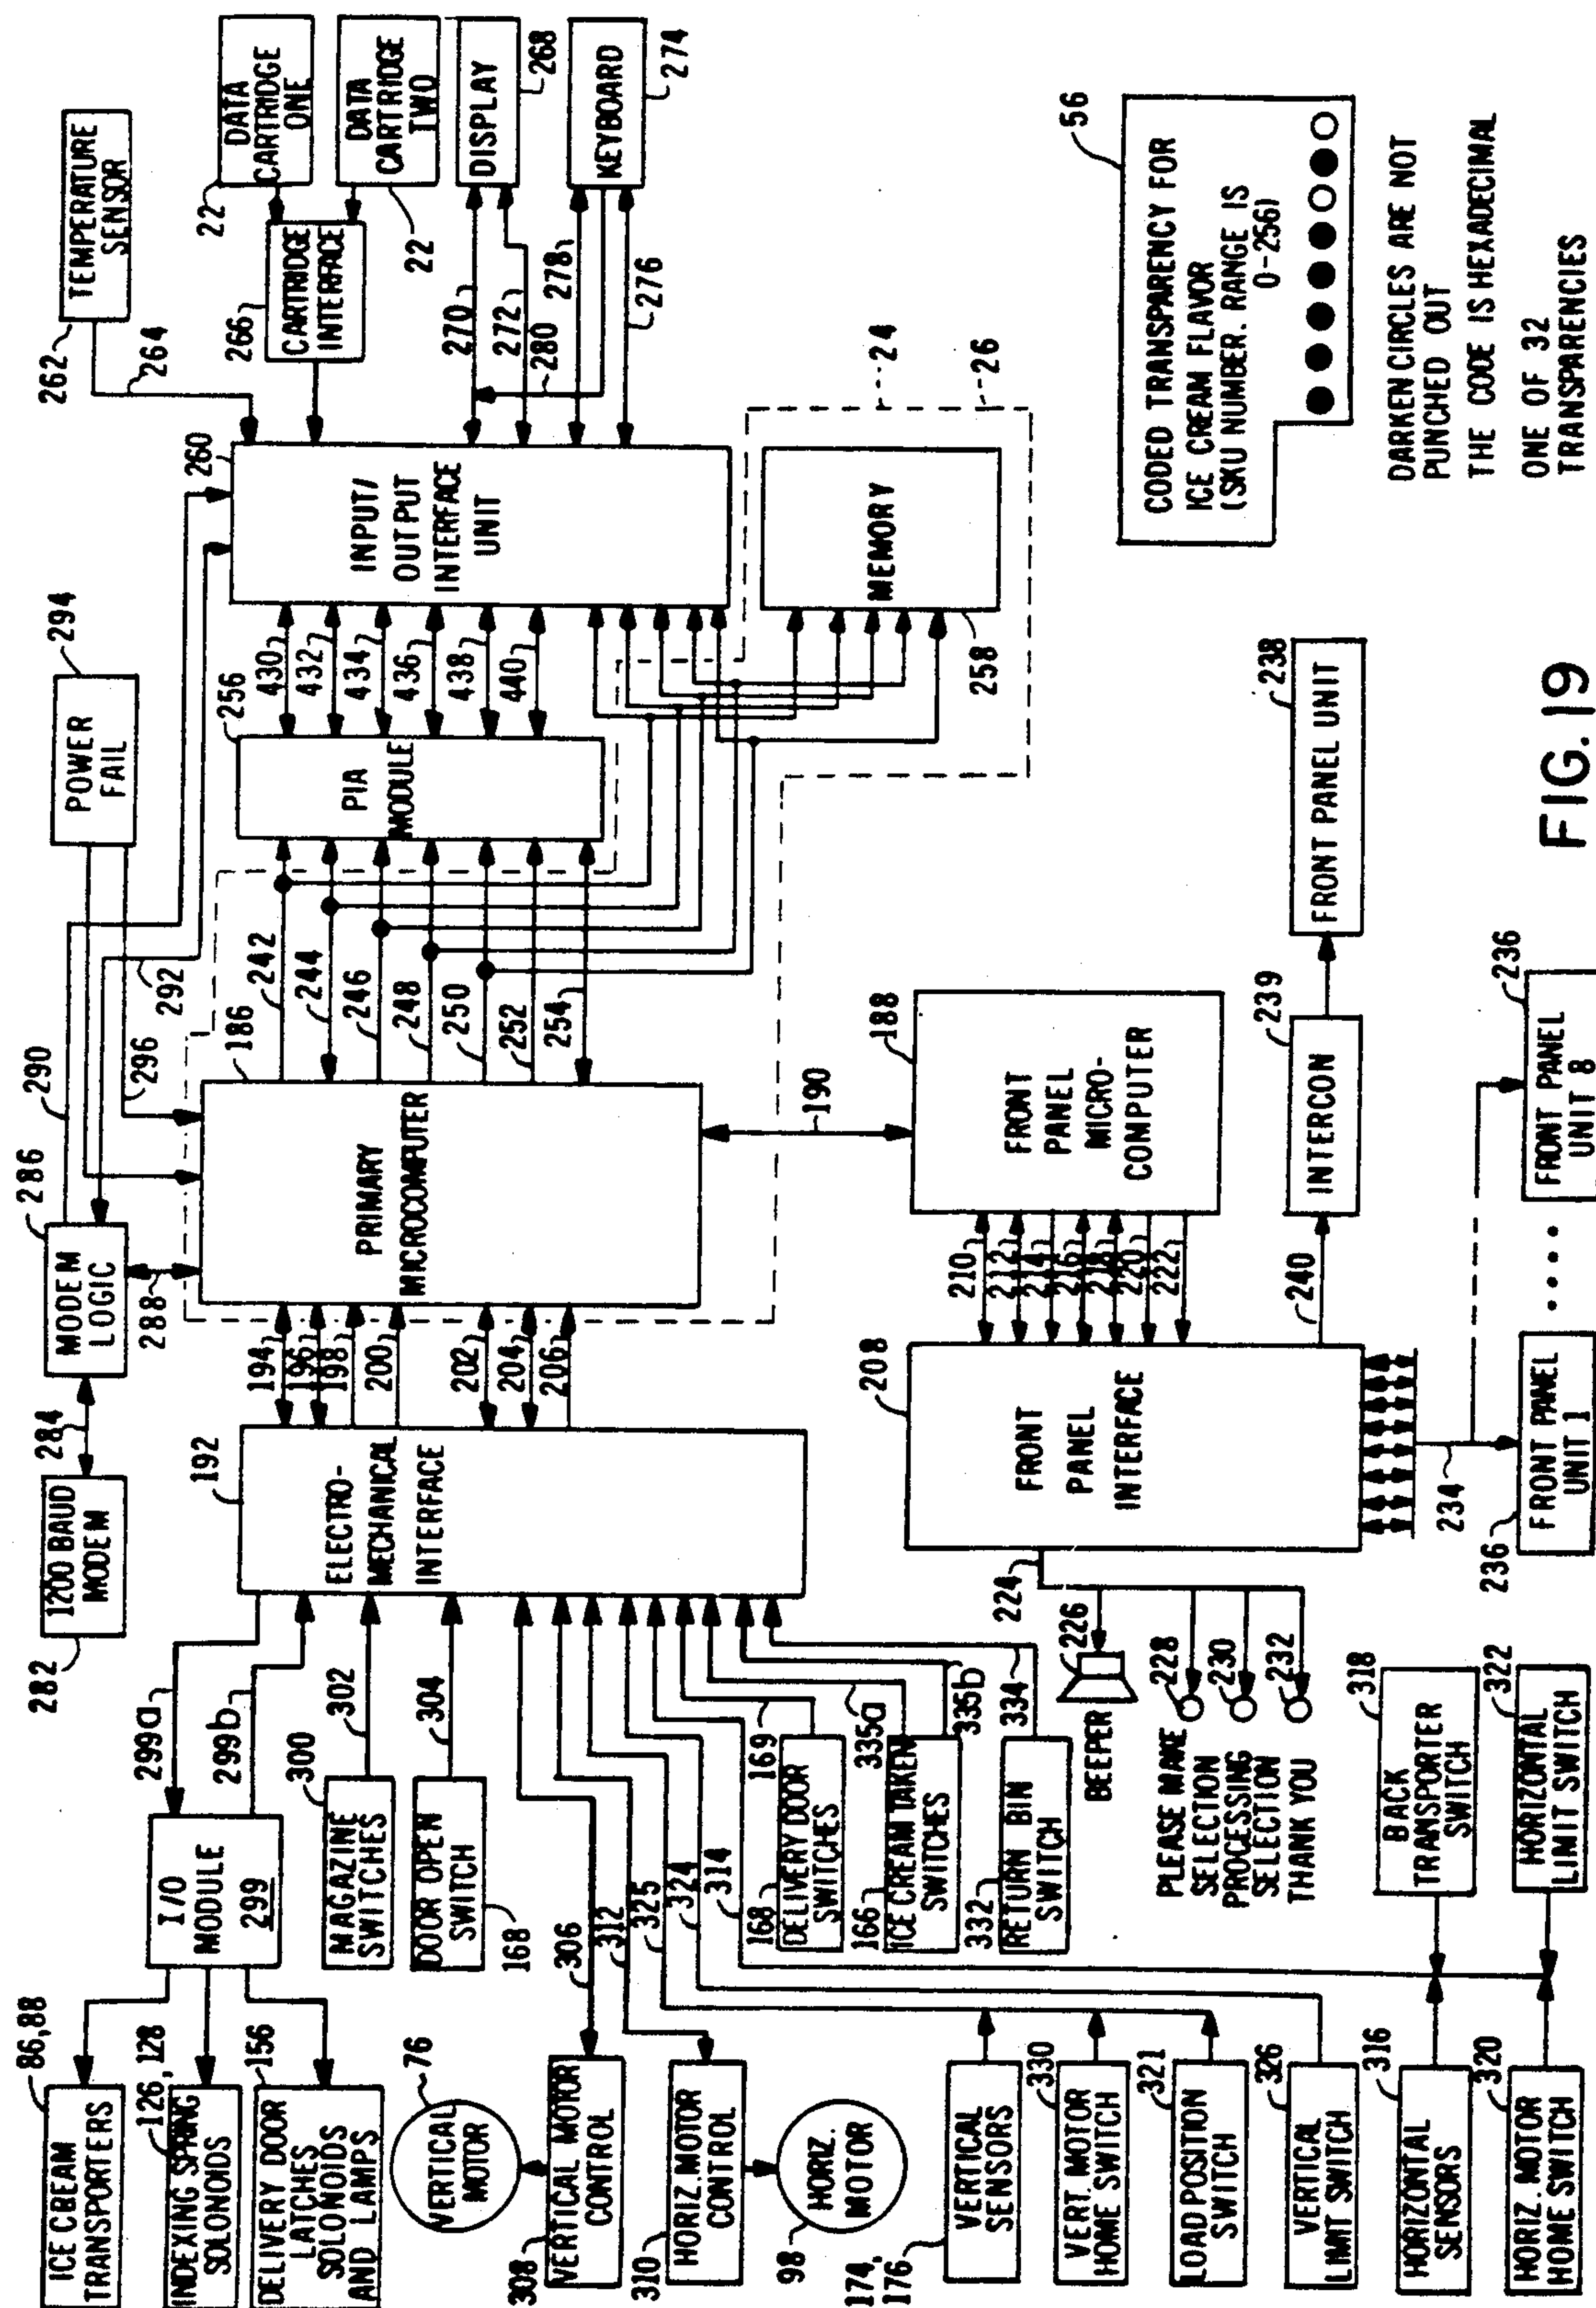 86,88
ICE CREAM
TRANSPORTERS
126, 128
INDEXING SPRING
SOLONOIDS
156
DELIVERY DOOR
LATCHES
SOLONOIDS
AND LAMPS
I/O
MODULE
299
299a
299b
282
1200 BAUD
MODEM
284
286
MODEM
LOGIC
288
290
292
296
294
POWER
FAIL
262
TEMPERATURE
SENSOR
264
22
DATA
CARTRIDGE
ONE
266
CARTRIDGE
INTERFACE
DATA
CARTRIDGE
TWO
22
DISPLAY
268
KEYBOARD
274
270
272
280
278
276
260
INPUT/
OUTPUT
INTERFACE
UNIT
430
432
434
436
438
440
256
PIA
MODULE
24
26
MEMORY
258
186
PRIMARY
MICROCOMPUTER
242
244
246
248
250
252
254
194
196
198
200
202
204
206
192
ELECTRO-
MECHANICAL
INTERFACE
300
MAGAZINE
SWITCHES
302
DOOR OPEN
SWITCH
304
168
76
VERTICAL
MOTOR
308
VERTICAL MOTOR
CONTROL
306
310
HORIZ. MOTOR
CONTROL
312
98
HORIZ.
MOTOR
325
324
314
174,
176
VERTICAL
SENSORS
330
VERT. MOTOR
HOME SWITCH
321
LOAD POSITION
SWITCH
326
VERTICAL
LIMIT SWITCH
316
HORIZONTAL
SENSORS
320
HORIZ. MOTOR
HOME SWITCH
318
BACK
TRANSPORTER
SWITCH
322
HORIZONTAL
LIMIT SWITCH
168
DELIVERY DOOR
SWITCHES
169
166
ICE CREAM TAKEN
SWITCHES
335a
335b
332
RETURN BIN
SWITCH
334
224
226
BEEPER
228
PLEASE MAKE
SELECTION
230
PROCESSING
SELECTION
232
THANK YOU
208
FRONT
PANEL
INTERFACE
210
212
214
216
218
220
222
188
FRONT
PANEL
MICRO-
COMPUTER
190
240
239
INTERCON
238
FRONT PANEL UNIT
234
236
FRONT PANEL
UNIT 1
236
FRONT PANEL
UNIT 8
56
CODED TRANSPARENCY FOR
ICE CREAM FLAVOR
(SKU NUMBER. RANGE IS
0-256)
DARKEN CIRCLES ARE NOT
PUNCHED OUT
THE CODE IS HEXADECIMAL
ONE OF 32
TRANSPARENCIES
FIG. 19